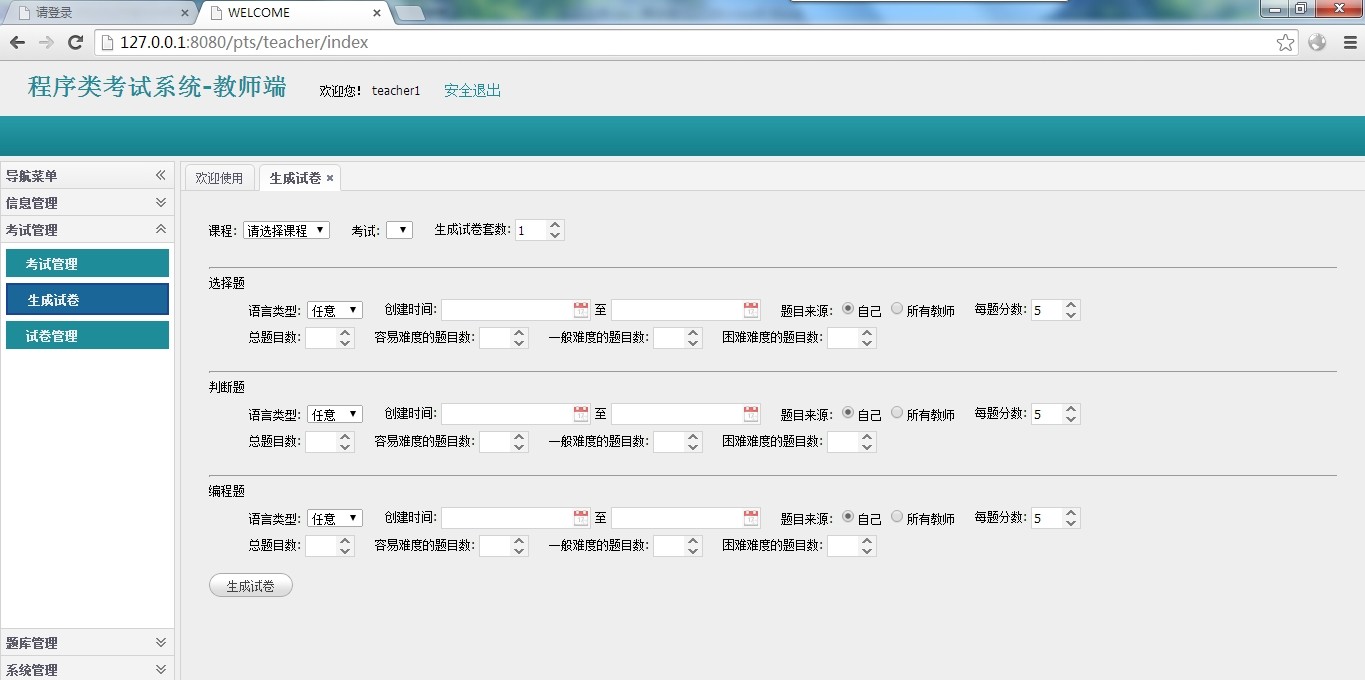 请登录 WELCOME
127.0.0.1:8080/pts/teacher/index
程序类考试系统-教师端 欢迎您! teacher1 安全退出
导航菜单 欢迎使用 生成试卷
信息管理
考试管理
课程: 请选择课程 考试: 生成试卷套数: 1
考试管理
生成试卷
试卷管理
选择题
语言类型: 任意 创建时间: 至 题目来源: 自己 所有教师 每题分数: 5
总题目数: 容易难度的题目数: 一般难度的题目数: 困难难度的题目数:
判断题
语言类型: 任意 创建时间: 至 题目来源: 自己 所有教师 每题分数: 5
总题目数: 容易难度的题目数: 一般难度的题目数: 困难难度的题目数:
编程题
语言类型: 任意 创建时间: 至 题目来源: 自己 所有教师 每题分数: 5
总题目数: 容易难度的题目数: 一般难度的题目数: 困难难度的题目数:
生成试卷
题库管理
系统管理